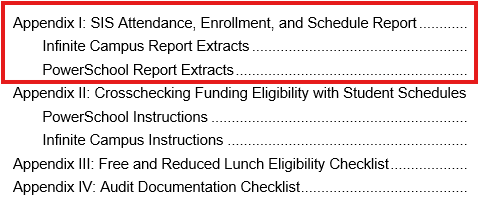 Appendix I: SIS Attendance, Enrollment, and Schedule Report............
Infinite Campus Report Extracts.....................................................
PowerSchool Report Extracts.........................................................
Appendix II: Crosschecking Funding Eligibility with Student Schedules
PowerSchool Instructions..............................................................
Infinite Campus Instructions..........................................................
Appendix III: Free and Reduced Lunch Eligibility Checklist...................
Appendix IV: Audit Documentation Checklist.........................................